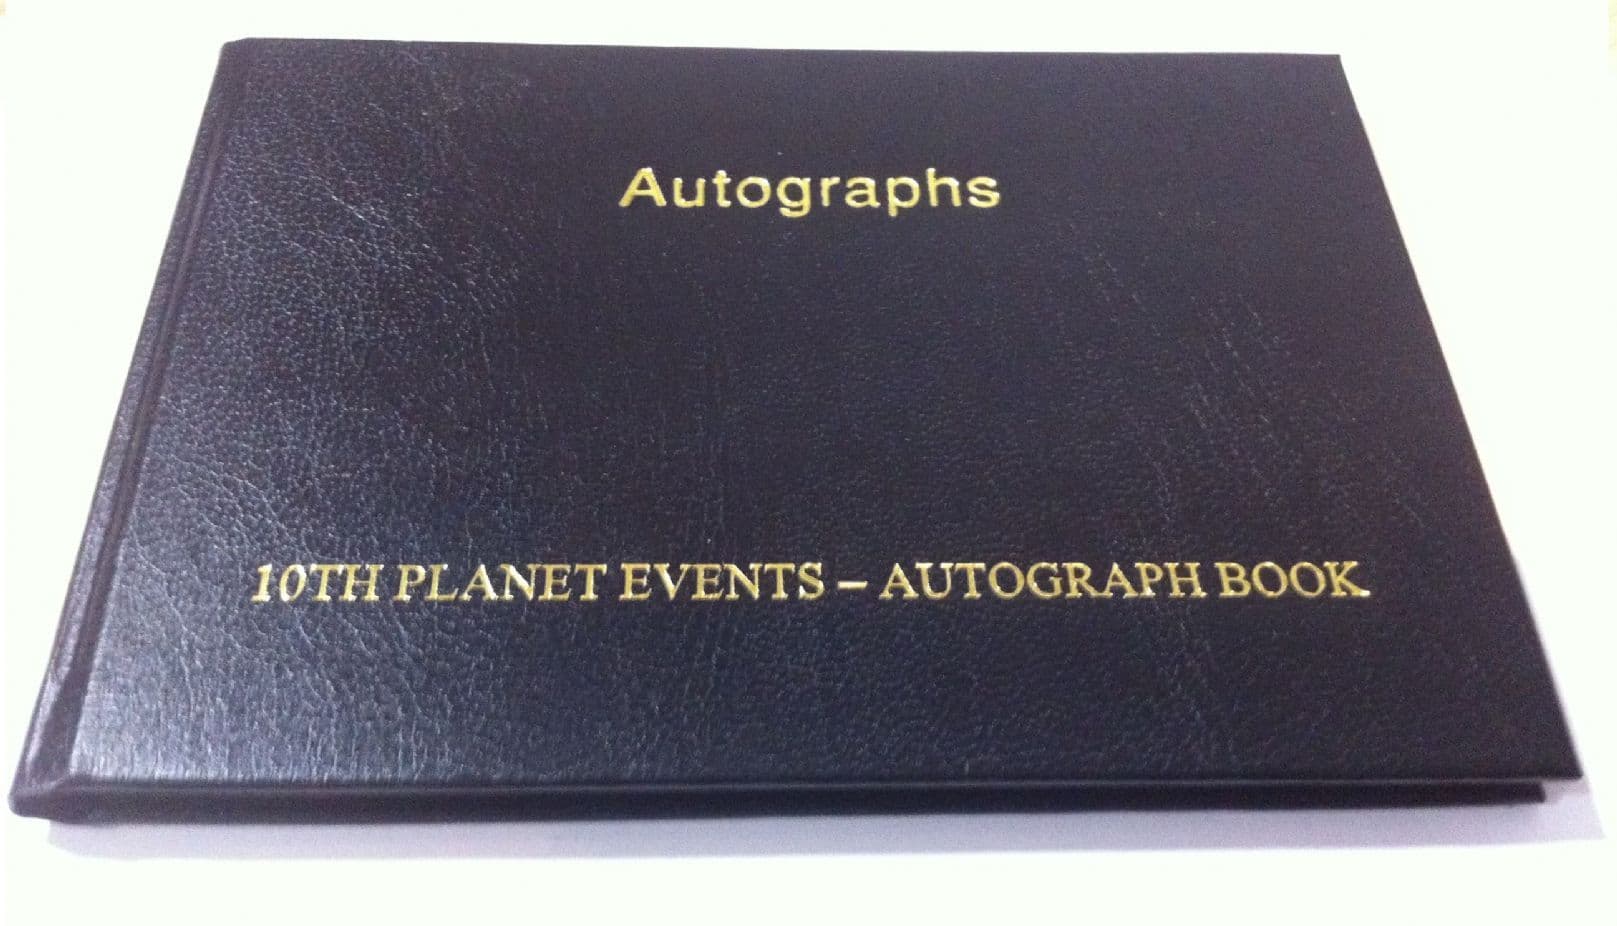 Autographs
10TH PLANET EVENTS – AUTOGRAPH BOOK